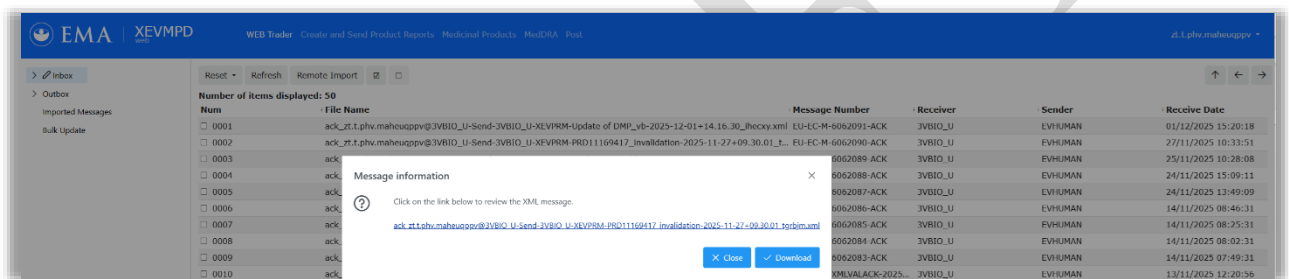 EMA XEVMPD web WEB Trader Create and Send Product Reports Medicinal Products MedDRA Post zt.t.phv.maheuqppv
Inbox Reset Refresh Remote Import
Outbox Number of items displayed: 50
Imported Messages Num File Name Message Number Receiver Sender Receive Date
Bulk Update 0001 ack_zt.t.phv.maheuqppv@3VBIO_U-Send-3VBIO_U-XEVPRM-Update of DMP_vb-2025-12-01+14.16.30_lhecxy.xml EU-EC-M-6062091-ACK 3VBIO_U EVHUMAN 01/12/2025 15:20:18
0002 ack_zt.t.phv.maheuqppv@3VBIO_U-Send-3VBIO_U-XEVPRM-PRD11169417_invalidation-2025-11-27+09.30.01_t... EU-EC-M-6062090-ACK 3VBIO_U EVHUMAN 27/11/2025 10:33:51
0003 ack_ 6062089-ACK 3VBIO_U EVHUMAN 25/11/2025 10:28:08
0004 ack_ Message information 6062088-ACK 3VBIO_U EVHUMAN 24/11/2025 15:09:11
0005 ack_ 6062087-ACK 3VBIO_U EVHUMAN 24/11/2025 13:49:09
0006 ack_ Click on the link below to review the XML message. 6062086-ACK 3VBIO_U EVHUMAN 14/11/2025 08:46:31
0007 ack_ ack_zt.t.phv.maheuqppv@3VBIO_U-Send-3VBIO_U-XEVPRM-PRD11169417_invalidation-2025-11-27+09.30.01_tgrbjm.xml 6062085-ACK 3VBIO_U EVHUMAN 14/11/2025 08:25:31
0008 ack_ 6062084-ACK 3VBIO_U EVHUMAN 14/11/2025 08:02:31
0009 ack_ Close Download 6062083-ACK 3VBIO_U EVHUMAN 14/11/2025 07:49:31
0010 ack_ XMLVALACK-2025... 3VBIO_U EVHUMAN 13/11/2025 12:20:56